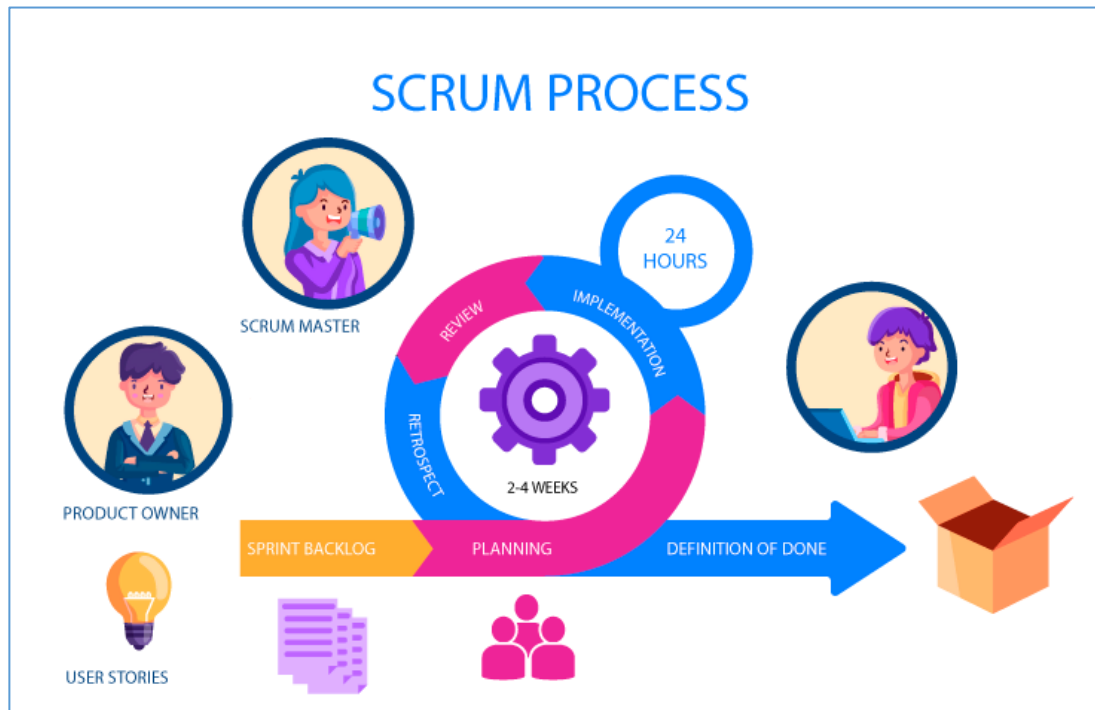 SCRUM PROCESS
24
HOURS
SCRUM MASTER
REVIEW
IMPLEMENTATION
RETROSPECT
2-4 WEEKS
PRODUCT OWNER
SPRINT BACKLOG
PLANNING
DEFINITION OF DONE
USER STORIES